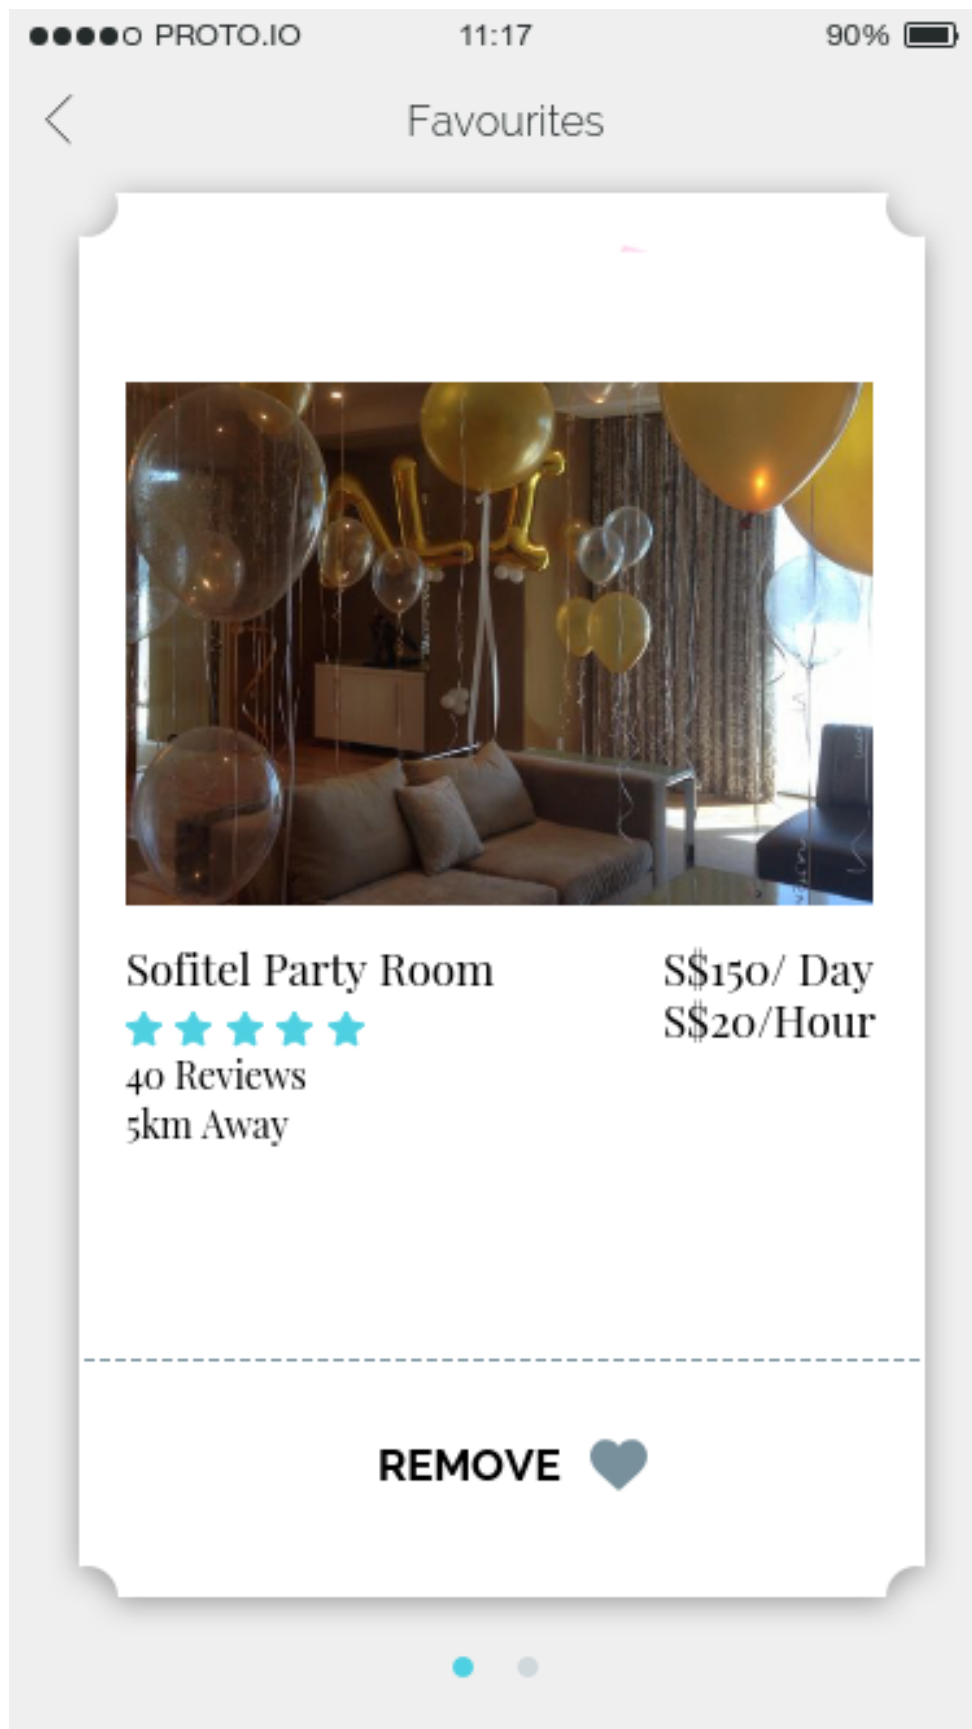 PROTO.IO 11:17 90%
Favourites
Sofitel Party Room
S$150/ Day
S$20/Hour
40 Reviews
5km Away
REMOVE